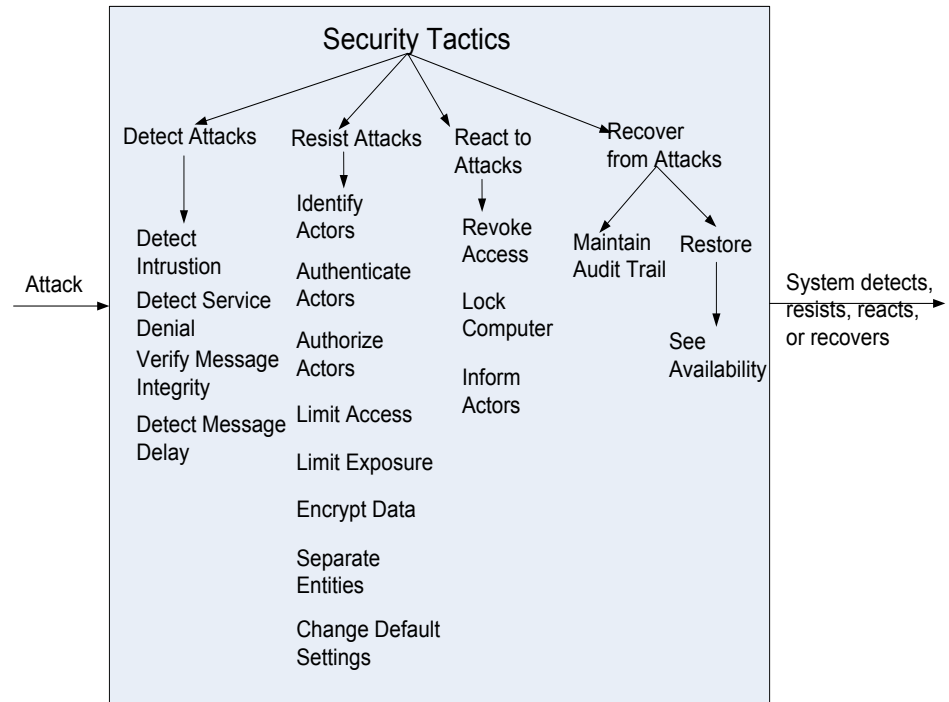 Security Tactics
Detect Attacks
Resist Attacks
React to
Attacks
Recover
from Attacks
Detect
Intrustion
Detect Service
Denial
Verify Message
Integrity
Detect Message
Delay
Identify
Actors
Authenticate
Actors
Authorize
Actors
Limit Access
Limit Exposure
Encrypt Data
Separate
Entities
Change Default
Settings
Revoke
Access
Lock
Computer
Inform
Actors
Maintain
Audit Trail
Restore
See
Availability
Attack
System detects,
resists, reacts,
or recovers